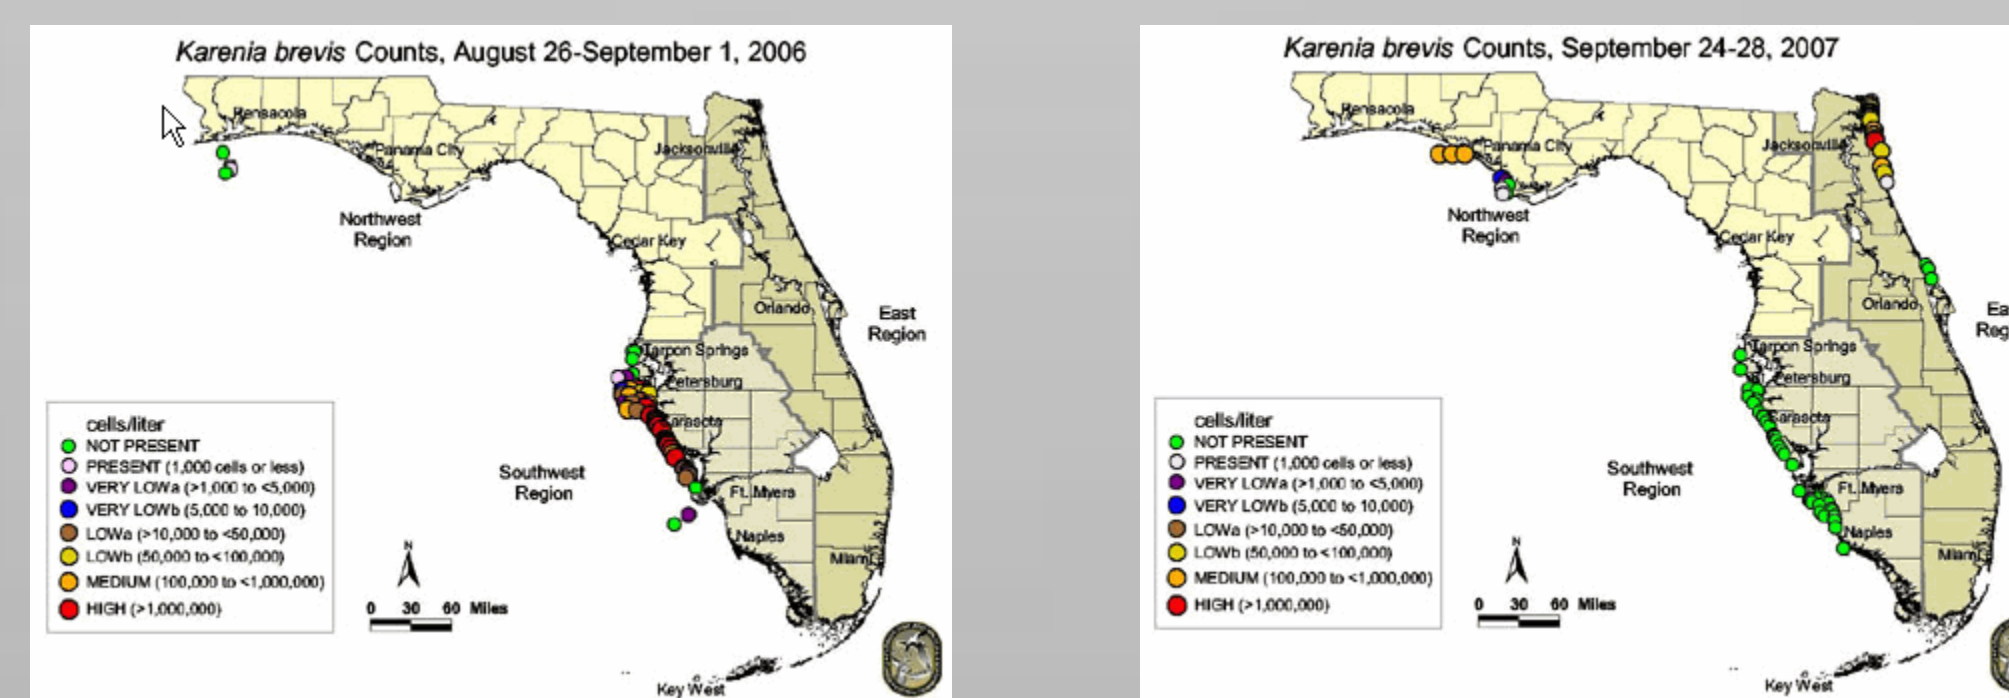 Karenia brevis Counts, August 26-September 1, 2006
Pensacola
Panama City
Jacksonville
Northwest
Region
Cedar Key
Orlando
East
Region
Tarpon Springs
Petersburg
Sarasota
Southwest
Region
Ft. Myers
Naples
Miami
Key West
cells/liter
NOT PRESENT
PRESENT (1,000 cells or less)
VERY LOWa (>1,000 to <5,000)
VERY LOWb (5,000 to 10,000)
LOWa (>10,000 to <50,000)
LOWb (50,000 to <100,000)
MEDIUM (100,000 to <1,000,000)
HIGH (>1,000,000)
N
0 30 60 Miles
Karenia brevis Counts, September 24-28, 2007
Pensacola
Panama City
Jacksonville
Northwest
Region
Cedar Key
Orlando
Ea
Reg
Tarpon Springs
St. Petersburg
Sarasota
Southwest
Region
Ft. Myers
Naples
Miami
Key West
cells/liter
NOT PRESENT
PRESENT (1,000 cells or less)
VERY LOWa (>1,000 to <5,000)
VERY LOWb (5,000 to 10,000)
LOWa (>10,000 to <50,000)
LOWb (50,000 to <100,000)
MEDIUM (100,000 to <1,000,000)
HIGH (>1,000,000)
N
0 30 60 Miles